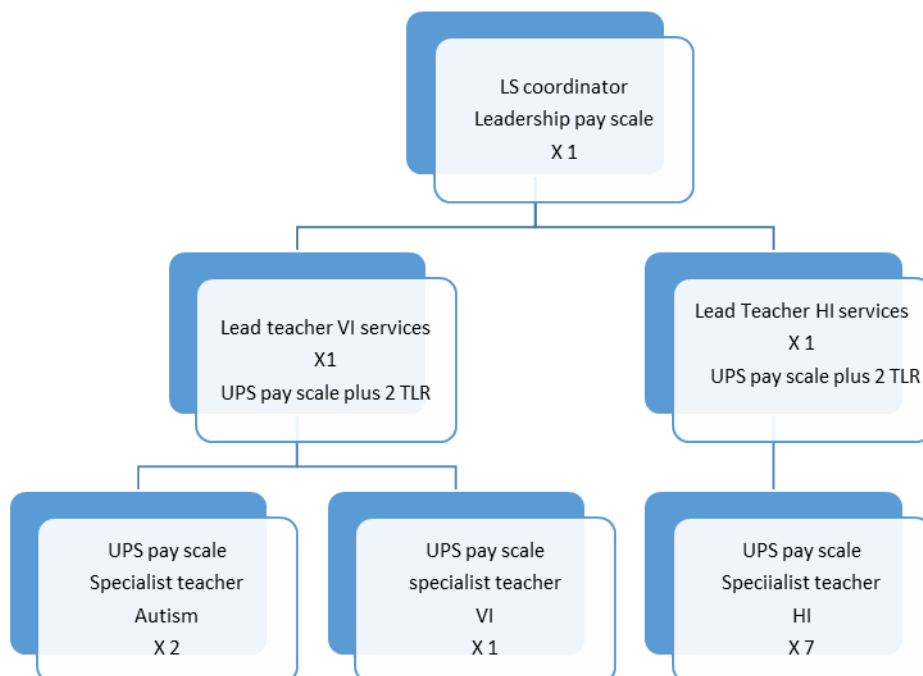 LS coordinator
Leadership pay scale
X 1
Lead teacher VI services
X1
UPS pay scale plus 2 TLR
Lead Teacher HI services
X 1
UPS pay scale plus 2 TLR
UPS pay scale
Specialist teacher
Autism
X 2
UPS pay scale
specialist teacher
VI
X 1
UPS pay scale
Speciialist teacher
HI
X 7